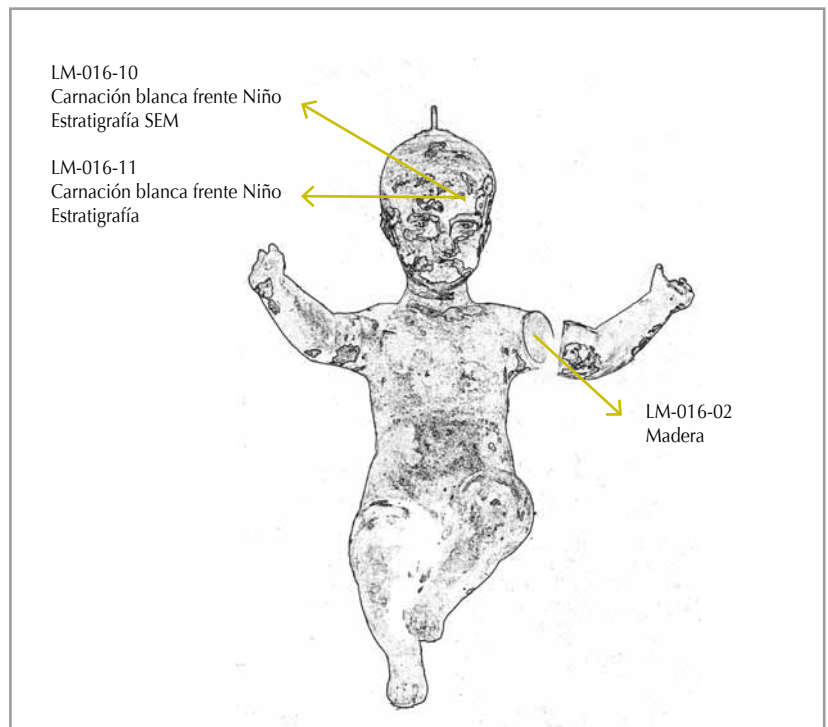 LM-016-10
Carnación blanca frente Niño
Estratigrafía SEM
LM-016-11
Carnación blanca frente Niño
Estratigrafía
LM-016-02
Madera